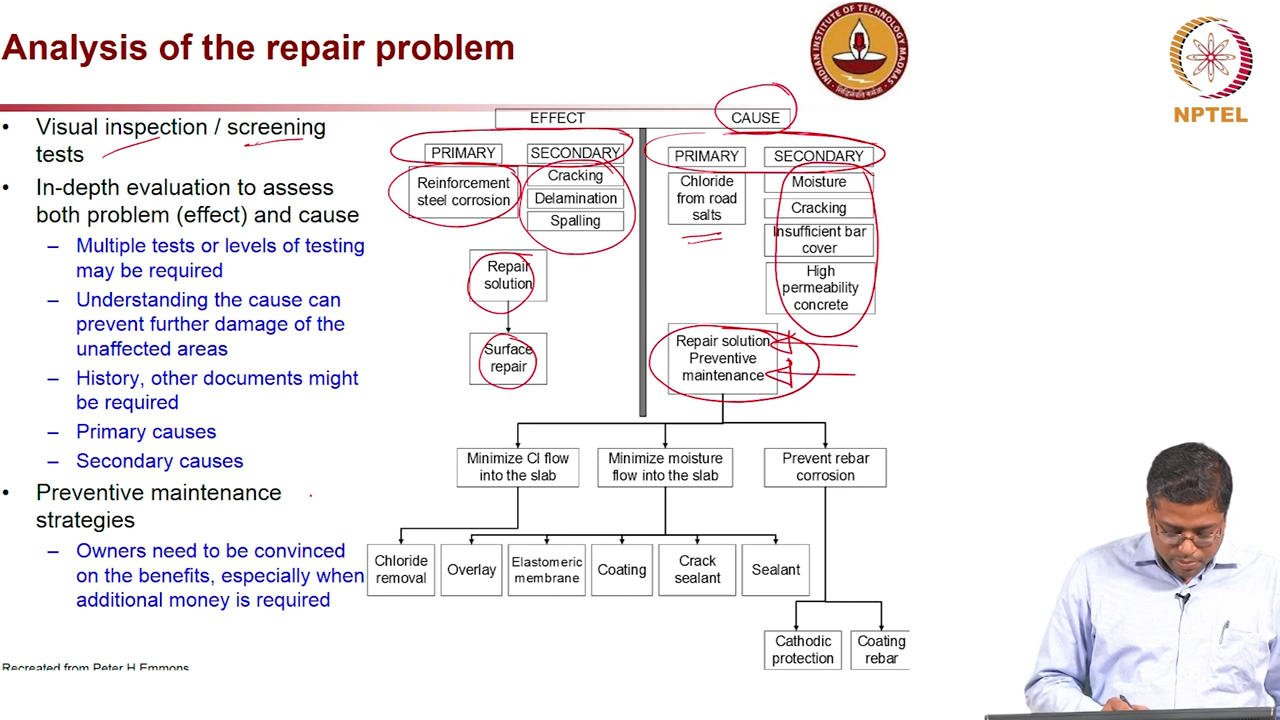 Analysis of the repair problem
INDIAN INSTITUTE OF TECHNOLOGY MADRAS
NPTEL
• Visual inspection / screening
tests
• In-depth evaluation to assess
both problem (effect) and cause
– Multiple tests or levels of testing
may be required
– Understanding the cause can
prevent further damage of the
unaffected areas
– History, other documents might
be required
– Primary causes
– Secondary causes
• Preventive maintenance
strategies
– Owners need to be convinced
on the benefits, especially when
additional money is required
Recreated from Peter H Emmons
EFFECT
CAUSE
PRIMARY
SECONDARY
PRIMARY
SECONDARY
Reinforcement
steel corrosion
Cracking
Delamination
Spalling
Chloride
from road
salts
Moisture
Cracking
Insufficient bar
cover
High
permeability
concrete
Repair
solution
Surface
repair
Repair solution
Preventive
maintenance
Minimize Cl flow
into the slab
Minimize moisture
flow into the slab
Prevent rebar
corrosion
Chloride
removal
Overlay
Elastomeric
membrane
Coating
Crack
sealant
Sealant
Cathodic
protection
Coating
rebar